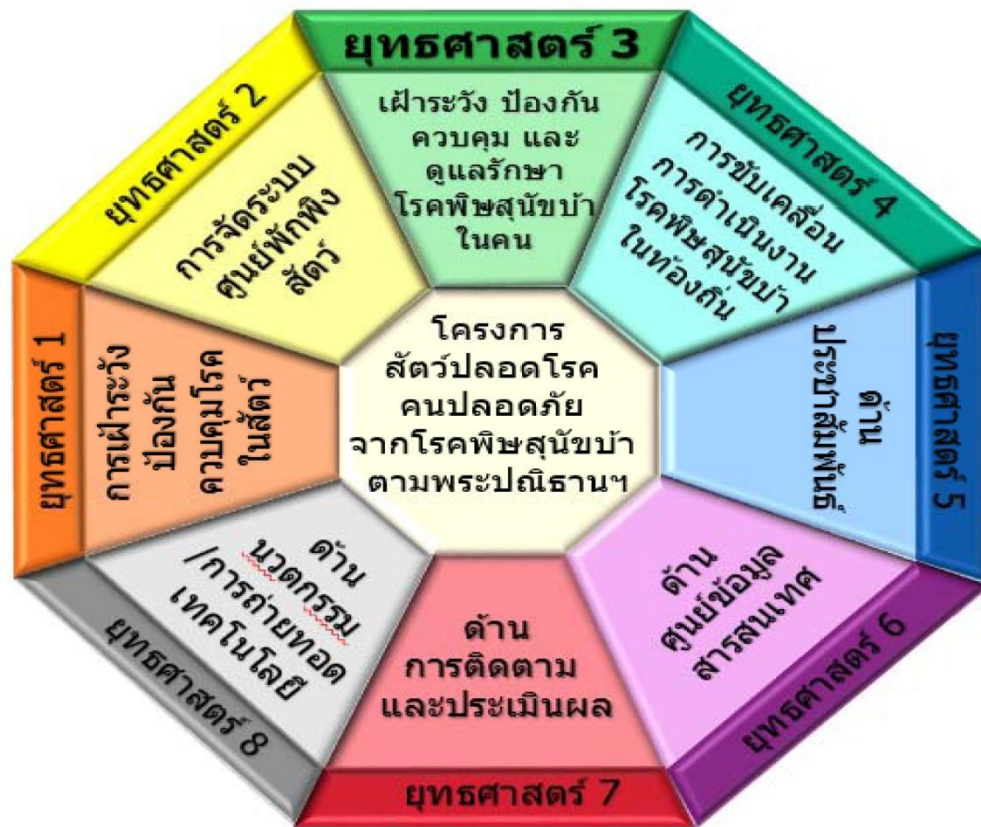 โครงการ
สัตว์ปลอดโรค
คนปลอดภัย
จากโรคพิษสุนัขบ้า
ตามพระปณิธานฯ
ยุทธศาสตร์ 1
การเฝ้าระวัง
ป้องกัน
ควบคุมโรค
ในสัตว์
ยุทธศาสตร์ 2
การจัดระบบ
ศูนย์พักพิง
สัตว์
ยุทธศาสตร์ 3
เฝ้าระวัง ป้องกัน
ควบคุม และ
ดูแลรักษา
โรคพิษสุนัขบ้า
ในคน
ยุทธศาสตร์ 4
การขับเคลื่อน
การดำเนินงาน
โรคพิษสุนัขบ้า
ในท้องถิ่น
ยุทธศาสตร์ 5
ด้าน
ประชาสัมพันธ์
ยุทธศาสตร์ 6
ด้าน
ศูนย์ข้อมูล
สารสนเทศ
ยุทธศาสตร์ 7
ด้าน
การติดตาม
และประเมินผล
ยุทธศาสตร์ 8
ด้าน
นวตกรรม
/การถ่ายทอด
เทคโนโลยี